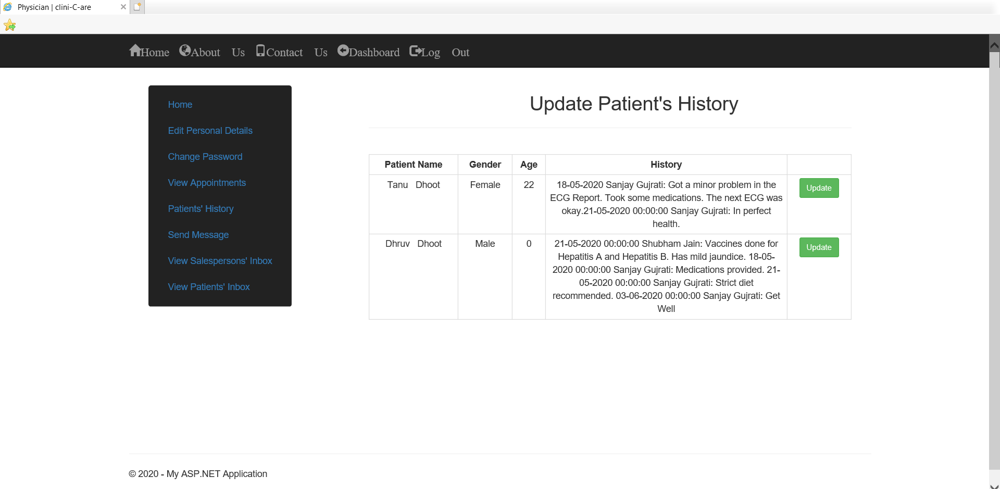 Physician | clini-C-are
Home About Us Contact Us Dashboard Log Out
Home
Edit Personal Details
Change Password
View Appointments
Patients' History
Send Message
View Salespersons' Inbox
View Patients' Inbox
Update Patient's History
Patient Name Gender Age History
Tanu Dhoot Female 22 18-05-2020 Sanjay Gujrati: Got a minor problem in the Update
ECG Report. Took some medications. The next ECG was
okay.21-05-2020 00:00:00 Sanjay Gujrati: In perfect
health.
Dhruv Dhoot Male 0 21-05-2020 00:00:00 Shubham Jain: Vaccines done for Update
Hepatitis A and Hepatitis B. Has mild jaundice. 18-05-
2020 00:00:00 Sanjay Gujrati: Medications provided. 21-
05-2020 00:00:00 Sanjay Gujrati: Strict diet
recommended. 03-06-2020 00:00:00 Sanjay Gujrati: Get
Well
© 2020 - My ASP.NET Application